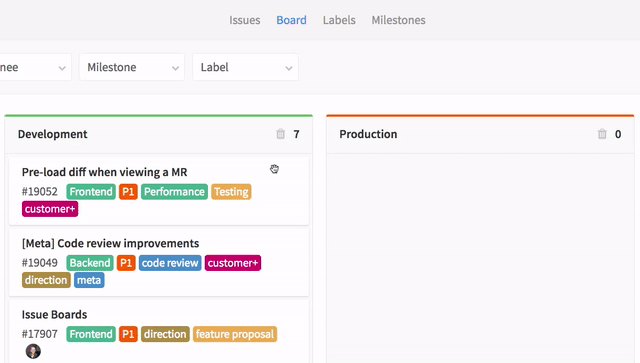 Issues Board Labels Milestones
nee Milestone Label
Development 7 Production 0
Pre-load diff when viewing a MR
#19052 Frontend P1 Performance Testing
customer+
[Meta] Code review improvements
#19049 Backend P1 code review customer+
direction meta
Issue Boards
#17907 Frontend P1 direction feature proposal